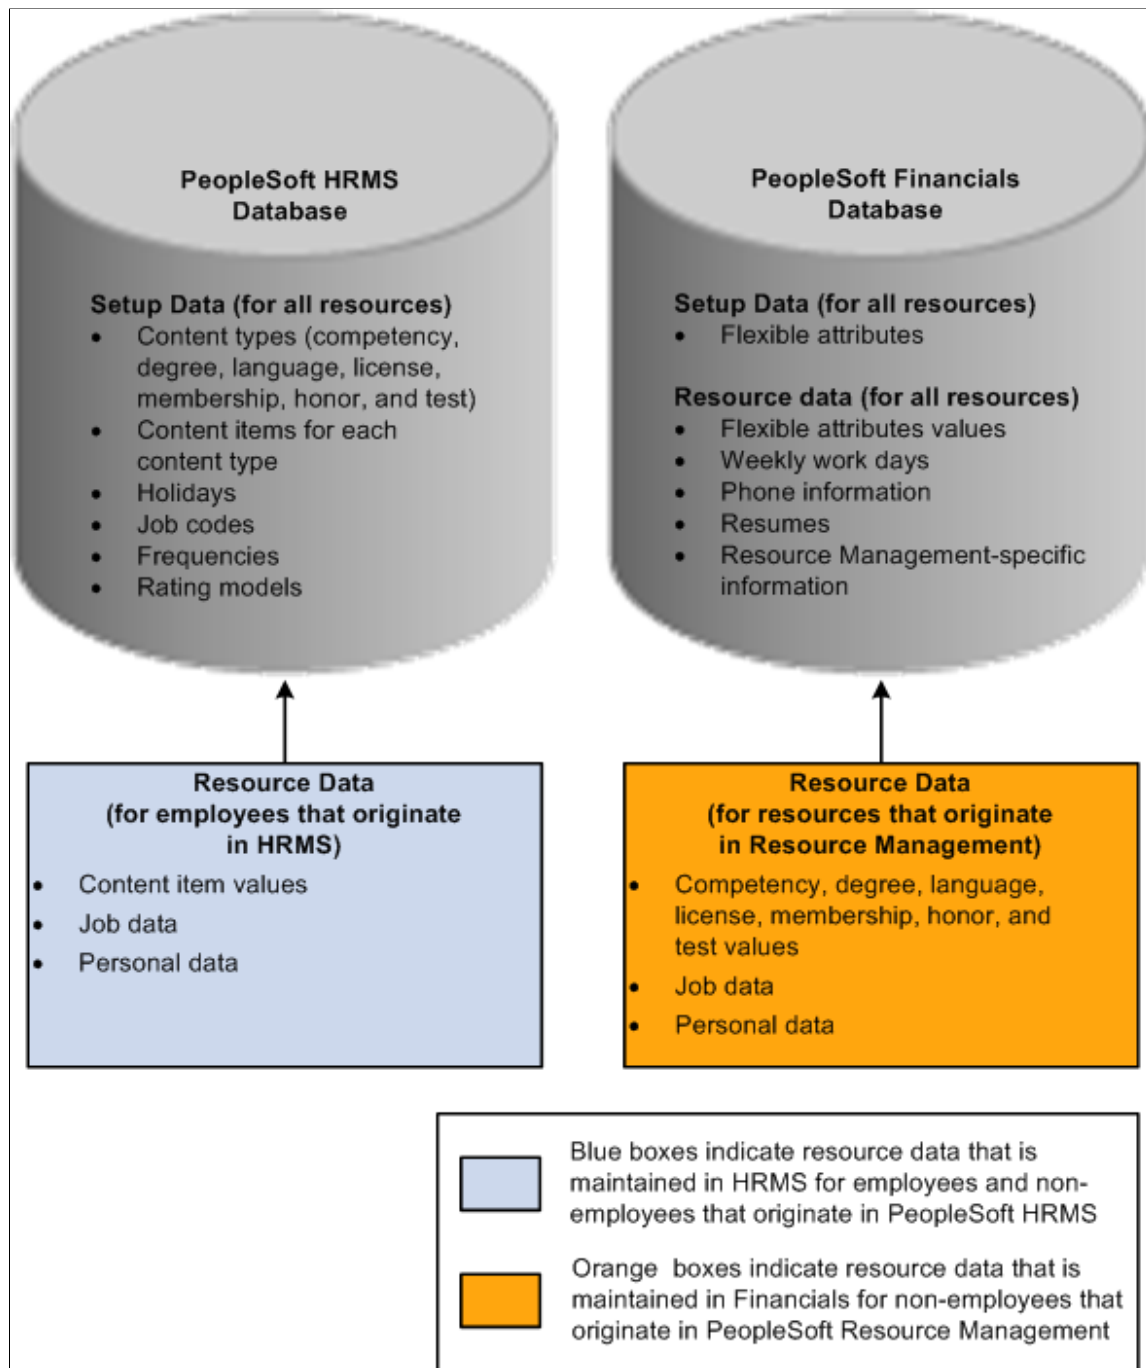 PeopleSoft HRMS
Database
Setup Data (for all resources)
• Content types (competency,
degree, language, license,
membership, honor, and test)
• Content items for each
content type
• Holidays
• Job codes
• Frequencies
• Rating models
PeopleSoft Financials
Database
Setup Data (for all resources)
• Flexible attributes
Resource data (for all resources)
• Flexible attributes values
• Weekly work days
• Phone information
• Resumes
• Resource Management-specific
information
Resource Data
(for employees that originate
in HRMS)
• Content item values
• Job data
• Personal data
Resource Data
(for resources that originate
in Resource Management)
• Competency, degree, language,
license, membership, honor, and
test values
• Job data
• Personal data
Blue boxes indicate resource data that is
maintained in HRMS for employees and non-
employees that originate in PeopleSoft HRMS
Orange boxes indicate resource data that is
maintained in Financials for non-employees that
originate in PeopleSoft Resource Management